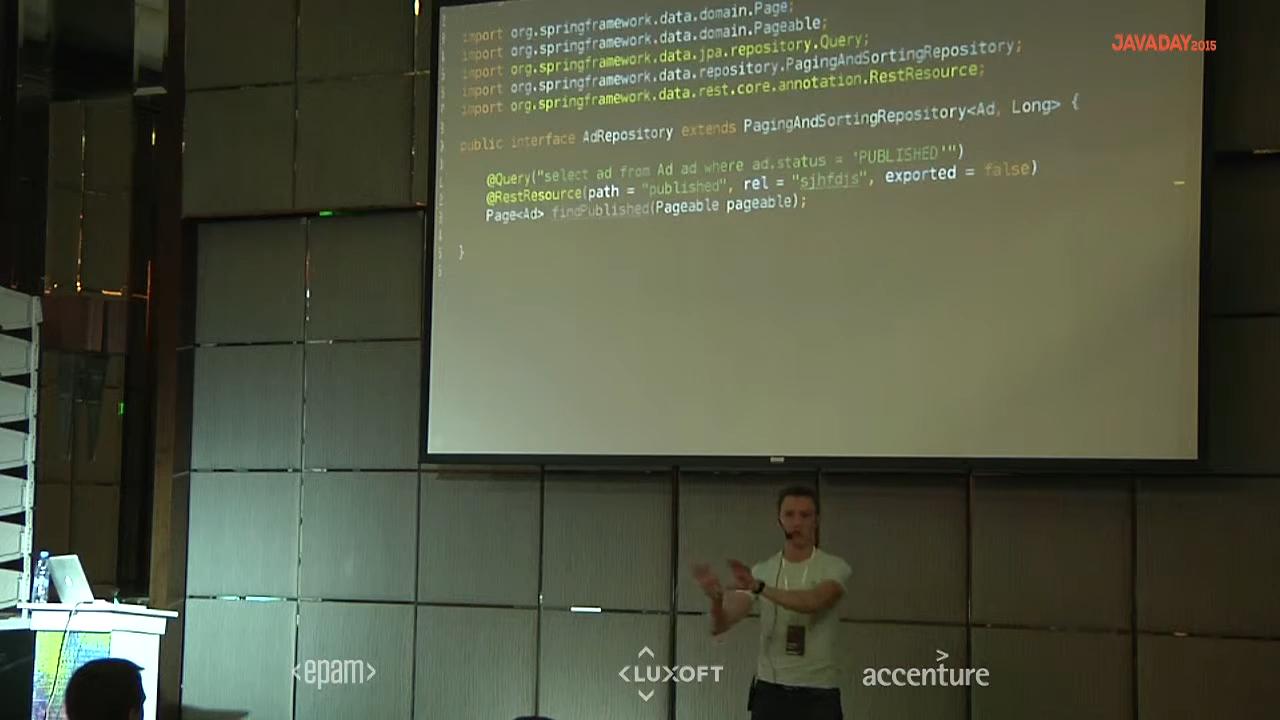 import org.springframework.data.domain.Page;
import org.springframework.data.domain.Pageable;
import org.springframework.data.jpa.repository.Query;
import org.springframework.data.repository.PagingAndSortingRepository;
import org.springframework.data.rest.core.annotation.RestResource;
public interface AdRepository extends PagingAndSortingRepository<Ad, Long> {
@Query("select ad from Ad ad where ad.status = 'PUBLISHED'")
@RestResource(path = "published", rel = "sjhfdjs", exported = false)
Page<Ad> findPublished(Pageable pageable);
}
JAVADAY2015
<epam>
LUXOFT
accenture